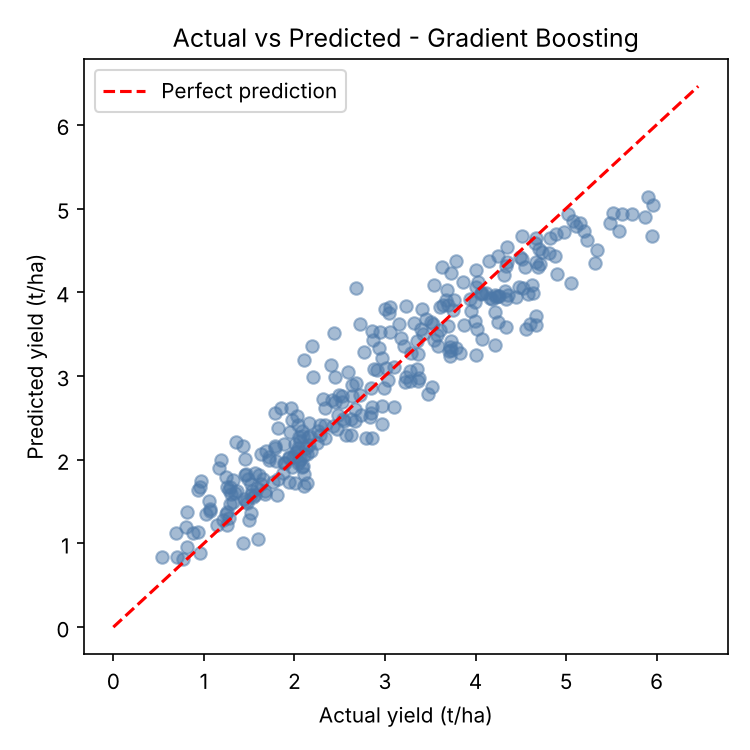 Actual vs Predicted - Gradient Boosting
Perfect prediction
Predicted yield (t/ha)
6
5
4
3
2
1
0
0 1 2 3 4 5 6
Actual yield (t/ha)